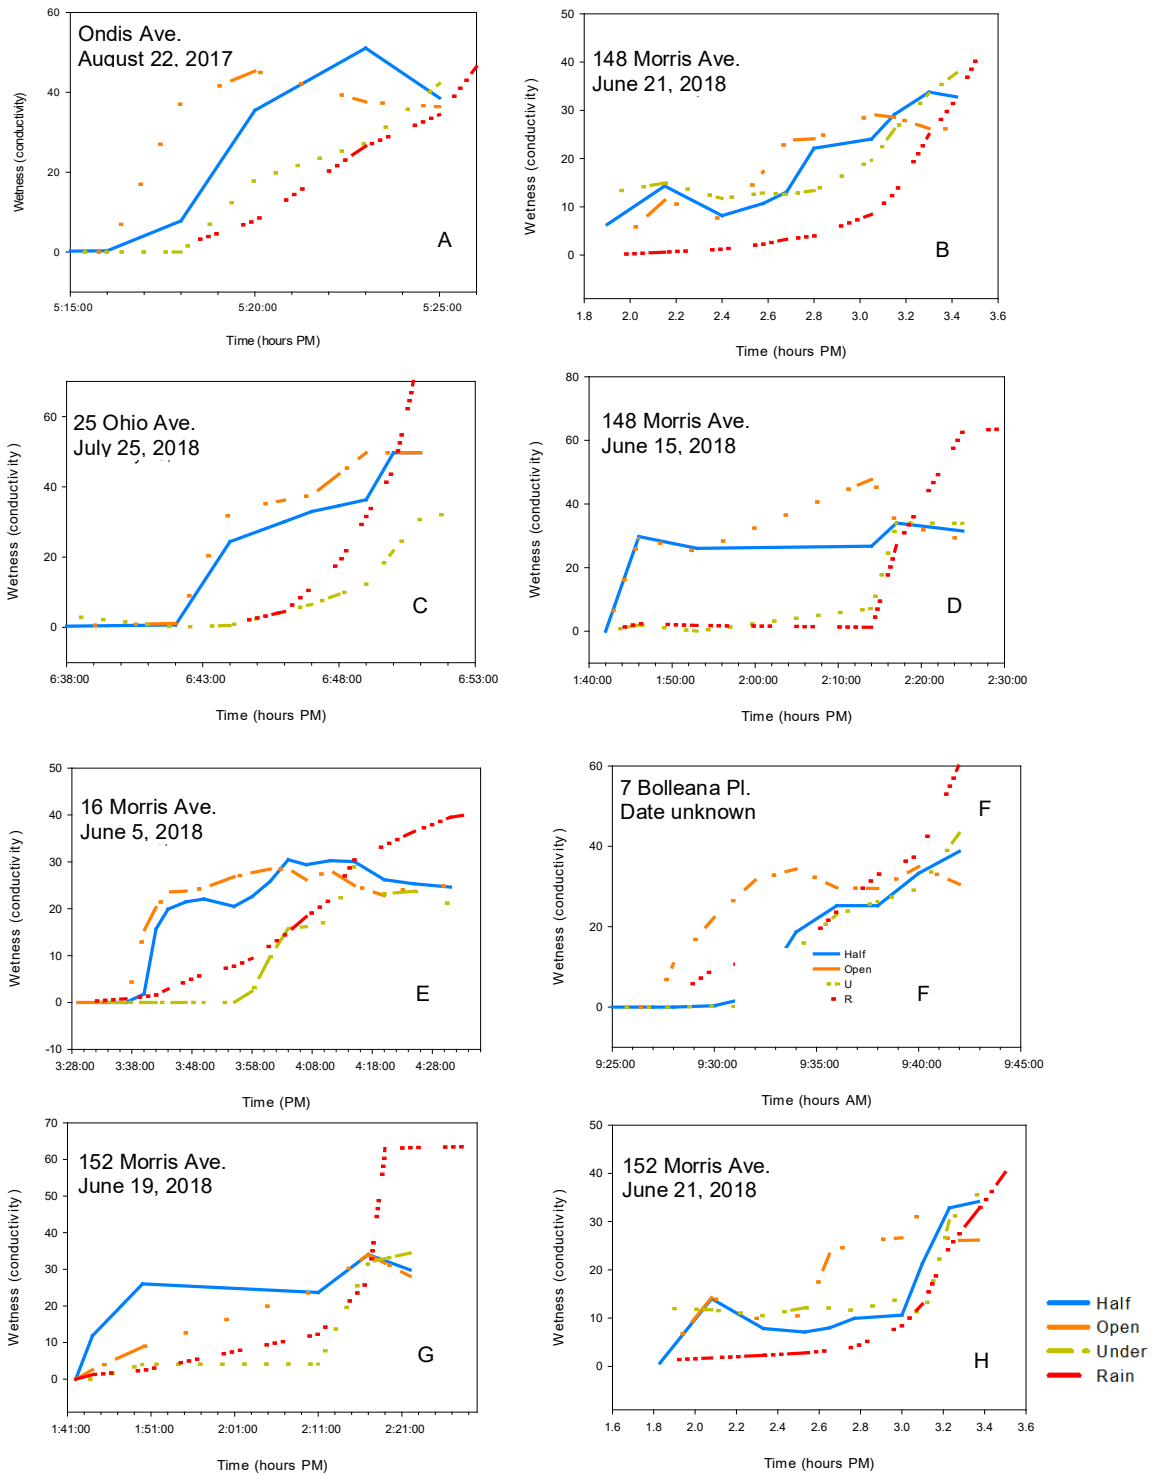 Ondis Ave.
August 22, 2017
Wetness (conductivity)
60
40
20
0
A
5:15:00
5:20:00
5:25:00
Time (hours PM)
148 Morris Ave.
June 21, 2018
Wetness (conductivity)
50
40
30
20
10
0
B
1.8
2.0
2.2
2.4
2.6
2.8
3.0
3.2
3.4
3.6
Time (hours PM)
25 Ohio Ave.
July 25, 2018
Wetness (conductivity)
60
40
20
0
C
6:38:00
6:43:00
6:48:00
6:53:00
Time (hours PM)
148 Morris Ave.
June 15, 2018
Wetness (conductivity)
80
60
40
20
0
D
1:40:00
1:50:00
2:00:00
2:10:00
2:20:00
2:30:00
Time (hours PM)
16 Morris Ave.
June 5, 2018
Wetness (conductivity)
50
40
30
20
10
0
-10
E
3:28:00
3:38:00
3:48:00
3:58:00
4:08:00
4:18:00
4:28:00
Time (PM)
7 Bolleana Pl.
Date unknown
Wetness (conductivity)
60
40
20
0
F
Half
Open
U
R
F
9:25:00
9:30:00
9:35:00
9:40:00
9:45:00
Time (hours AM)
152 Morris Ave.
June 19, 2018
Wetness (conductivity)
70
60
50
40
30
20
10
0
G
1:41:00
1:51:00
2:01:00
2:11:00
2:21:00
Time (hours PM)
152 Morris Ave.
June 21, 2018
Wetness (conductivity)
50
40
30
20
10
0
H
1.6
1.8
2.0
2.2
2.4
2.6
2.8
3.0
3.2
3.4
3.6
Time (hours PM)
Half
Open
Under
Rain